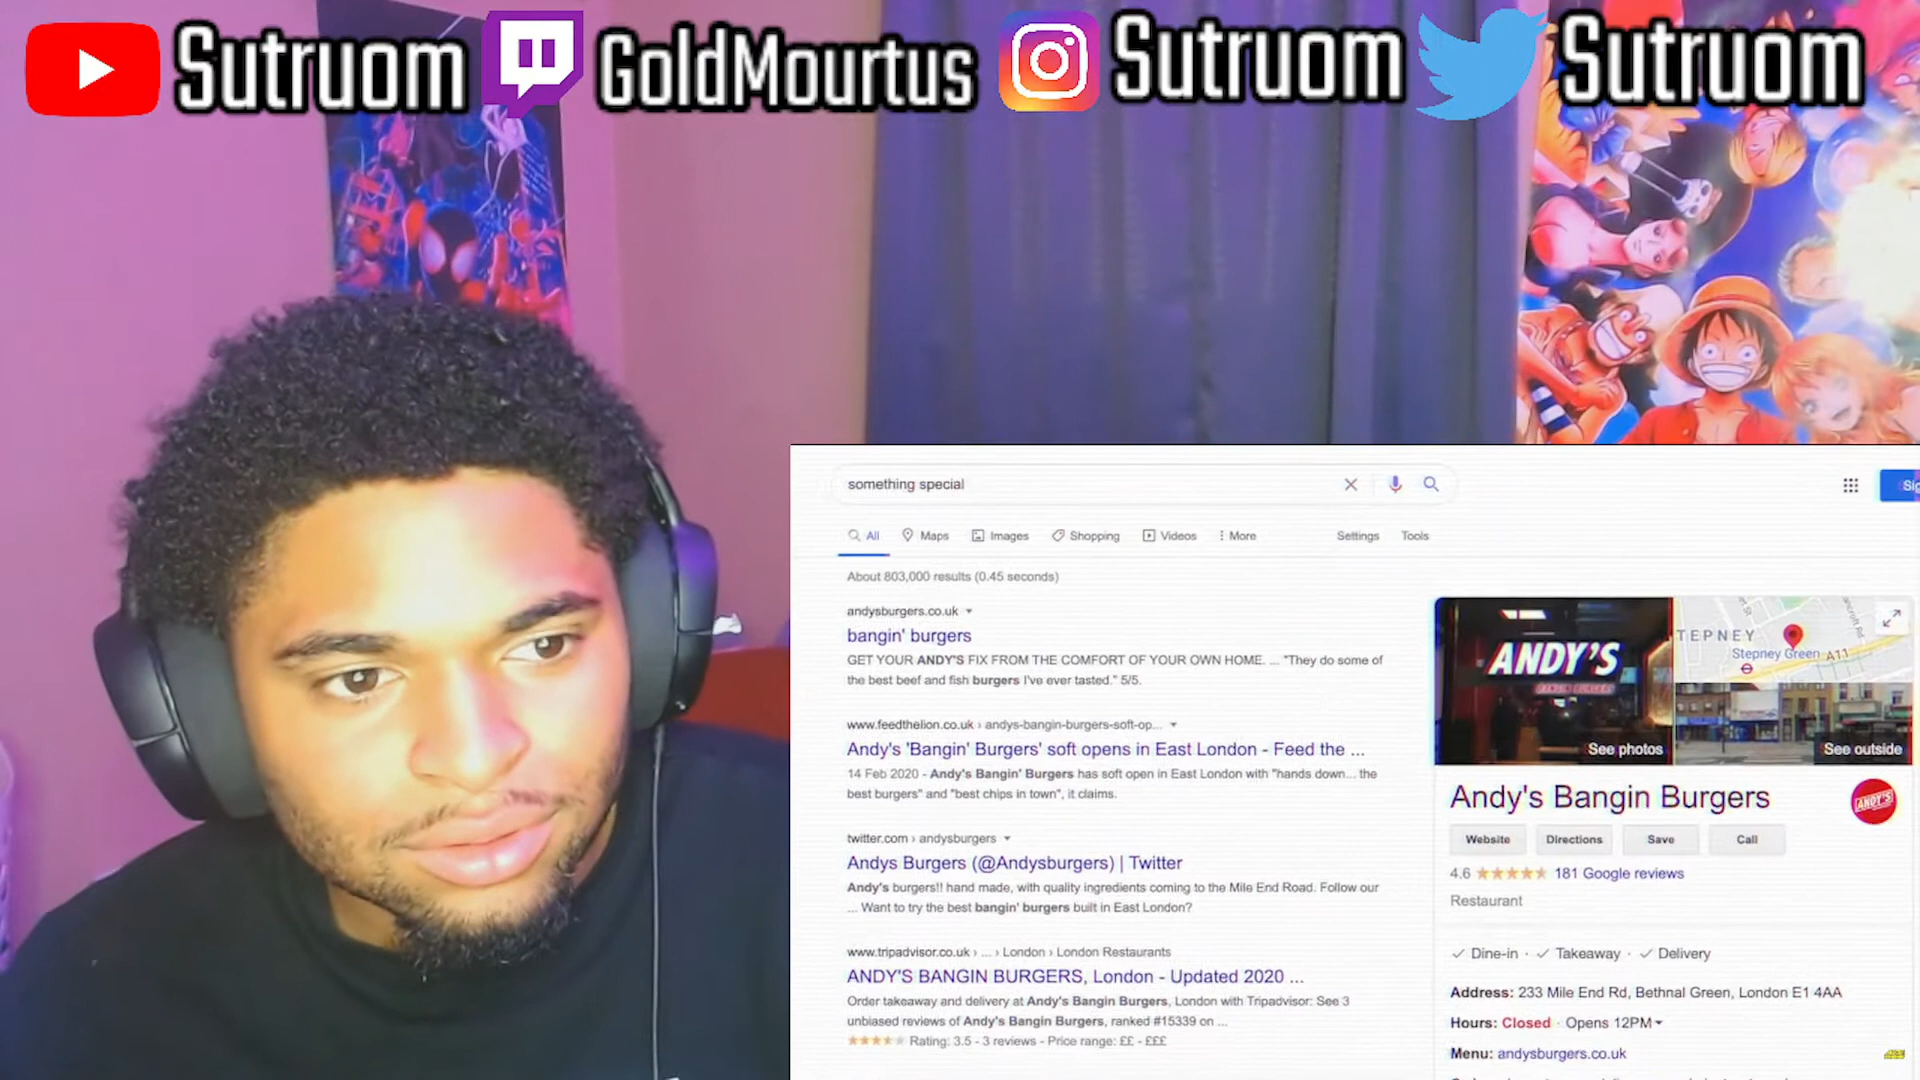 Sutruom GoldMourtus Sutruom Sutruom
something special
Sig
All Maps Images Shopping Videos More Settings Tools
About 803,000 results (0.45 seconds)
andysburgers.co.uk
bangin' burgers
GET YOUR ANDY'S FIX FROM THE COMFORT OF YOUR OWN HOME. ... "They do some of
the best beef and fish burgers I've ever tasted." 5/5.
www.feedthelion.co.uk › andys-bangin-burgers-soft-op...
Andy's 'Bangin' Burgers' soft opens in East London - Feed the ...
14 Feb 2020 - Andy's Bangin' Burgers has soft open in East London with "hands down... the
best burgers" and "best chips in town", it claims.
twitter.com › andysburgers
Andys Burgers (@Andysburgers) | Twitter
Andy's burgers!! hand made, with quality ingredients coming to the Mile End Road. Follow our
... Want to try the best bangin' burgers built in East London?
www.tripadvisor.co.uk › ... › London › London Restaurants
ANDY'S BANGIN BURGERS, London - Updated 2020 ...
Order takeaway and delivery at Andy's Bangin Burgers, London with Tripadvisor: See 3
unbiased reviews of Andy's Bangin Burgers, ranked #15339 on ...
Rating: 3.5 - 3 reviews - Price range: ££ - £££
ANDY'S
BANGIN BURGERS
See photos
TEPNEY
Stepney Green A11
See outside
Andy's Bangin Burgers
ANDY'S
Website Directions Save Call
4.6 181 Google reviews
Restaurant
Dine-in · Takeaway · Delivery
Address: 233 Mile End Rd, Bethnal Green, London E1 4AA
Hours: Closed · Opens 12PM
Menu: andysburgers.co.uk